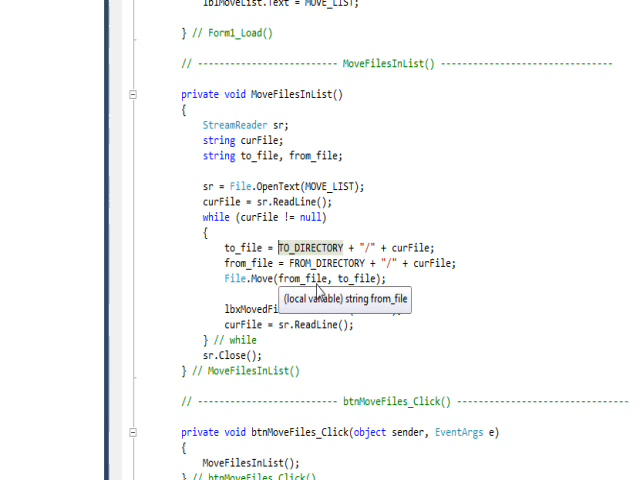 lblMoveList.Text = MOVE_LIST;
} // Form1_Load()
// -------------------------- MoveFilesInList() --------------------------------
private void MoveFilesInList()
{
StreamReader sr;
string curFile;
string to_file, from_file;
sr = File.OpenText(MOVE_LIST);
curFile = sr.ReadLine();
while (curFile != null)
{
to_file = TO_DIRECTORY + "/" + curFile;
from_file = FROM_DIRECTORY + "/" + curFile;
File.Move(from_file, to_file);
(local variable) string from_file
curFile = sr.ReadLine();
} // while
sr.Close();
} // MoveFilesInList()
// -------------------------- btnMoveFiles_Click() --------------------------------
private void btnMoveFiles_Click(object sender, EventArgs e)
{
MoveFilesInList();
} // btnMoveFiles_Click()